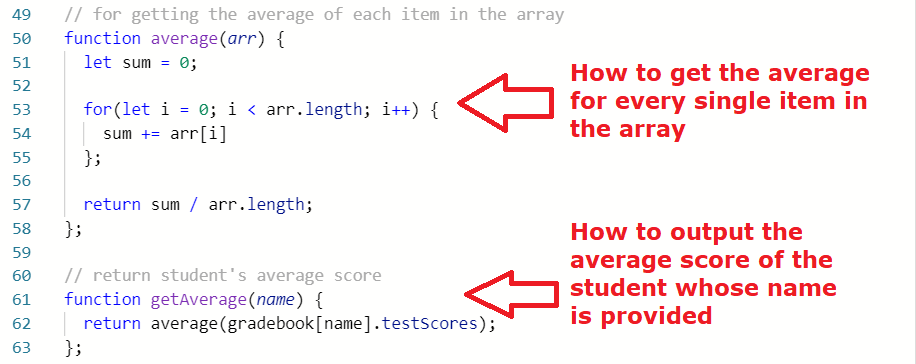 49 // for getting the average of each item in the array
50 function average(arr) {
51 let sum = 0;
52
53 for(let i = 0; i < arr.length; i++) {
54 sum += arr[i]
55 };
56
57 return sum / arr.length;
58 };
59
60 // return student's average score
61 function getAverage(name) {
62 return average(gradebook[name].testScores);
63 };
How to get the average
for every single item in
the array
How to output the
average score of the
student whose name
is provided